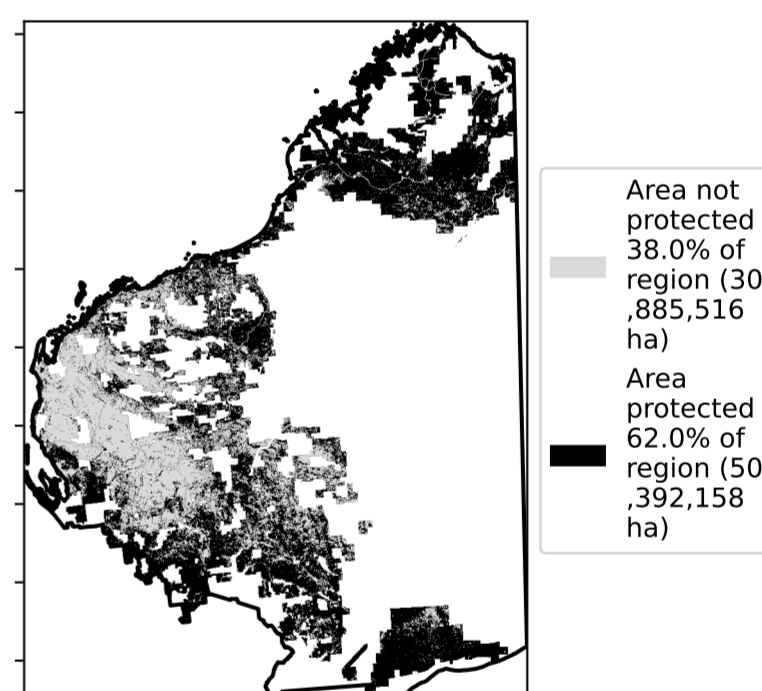 Area not
protected
38.0% of
region (30
,885,516
ha)
Area
protected
62.0% of
region (50
,392,158
ha)